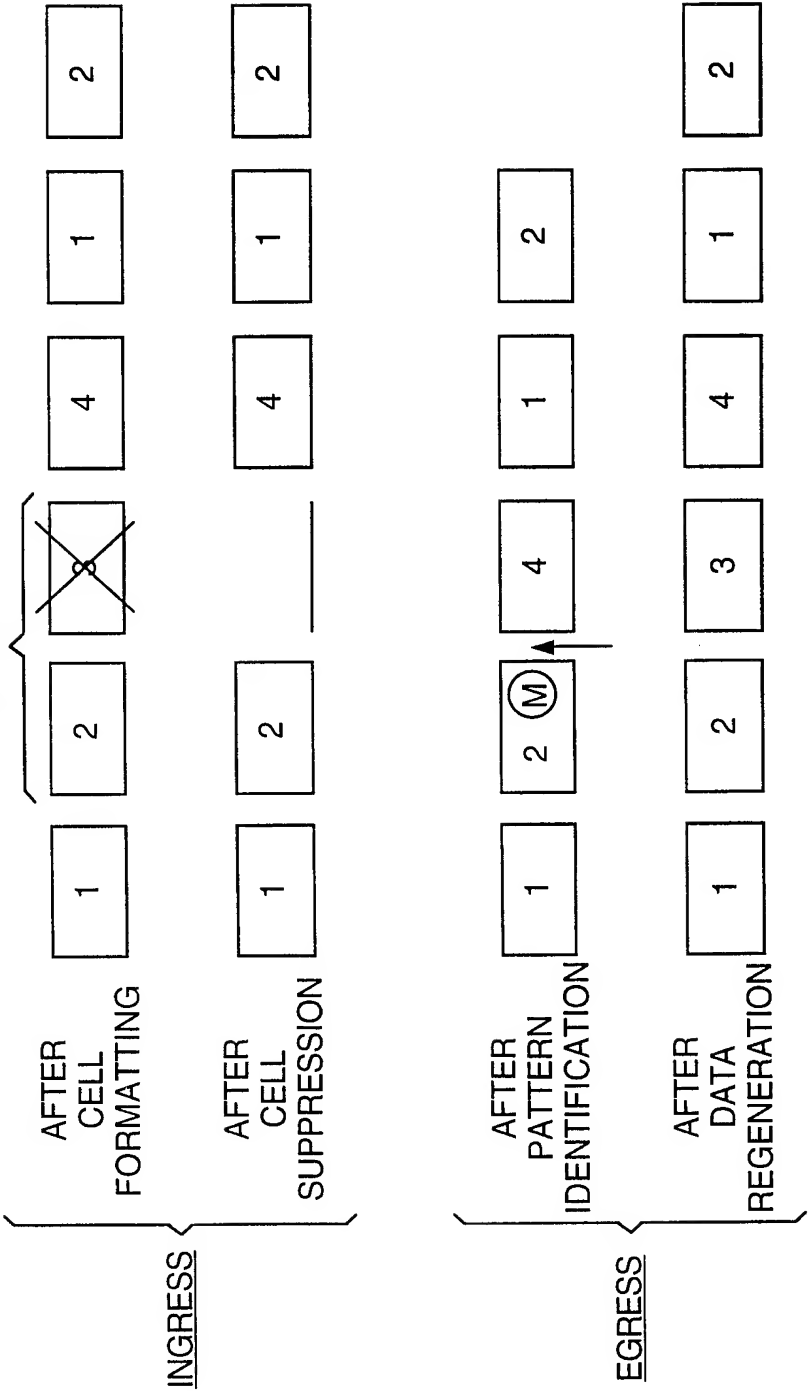 INGRESS
AFTER
CELL
FORMATTING
1 2 3 4 1 2
AFTER
CELL
SUPPRESSION
1 2 4 1 2
EGRESS
AFTER
PATTERN
IDENTIFICATION
1 2 M 4 1 2
AFTER
DATA
REGENERATION
1 2 3 4 1 2